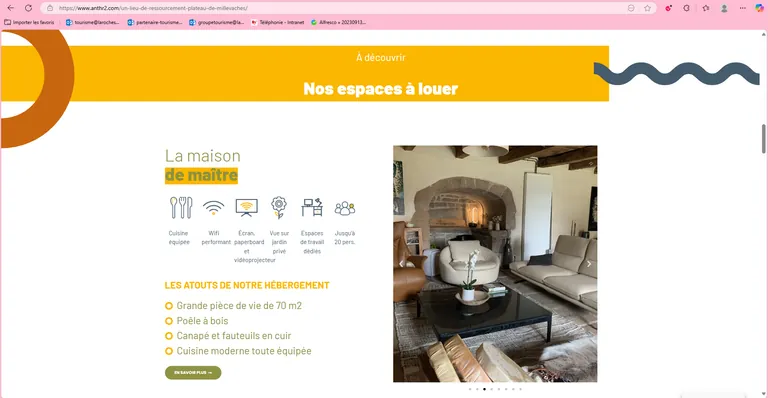 https://www.anthr2.com/un-lieu-de-ressourcement-plateau-de-millevaches/
Importer les favoris
tourisme@laroches...
partenaire-tourisme...
groupetourisme@la...
Téléphonie - Intranet
Alfresco + 20230913...
À découvrir
Nos espaces à louer
La maison
de maître
Cuisine
équipée
Wifi
performant
Écran,
paperboard
et
vidéoprojecteur
Vue sur
jardin
privé
Espaces
de travail
dédiés
Jusqu'à
20 pers.
LES ATOUTS DE NOTRE HÉBERGEMENT
Grande pièce de vie de 70 m2
Poêle à bois
Canapé et fauteuils en cuir
Cuisine moderne toute équipée
EN SAVOIR PLUS →